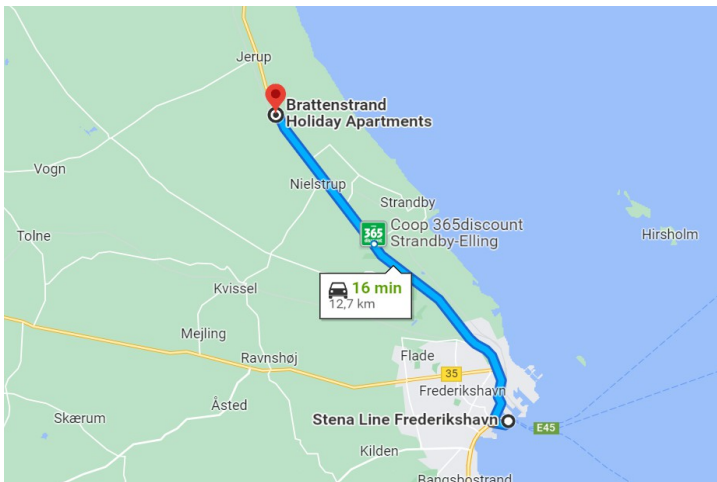 Jerup
Brattenstrand
Holiday Apartments
Vogn
Nielstrup
Strandby
365
Coop 365discount
Strandby-Elling
Tolne
Hirsholm
Kvissel
16 min
12,7 km
Mejling
Ravnshøj
Flade
35
Frederikshavn
Åsted
Skærum
Stena Line Frederikshavn
E45
Kilden
Bangsbostrand